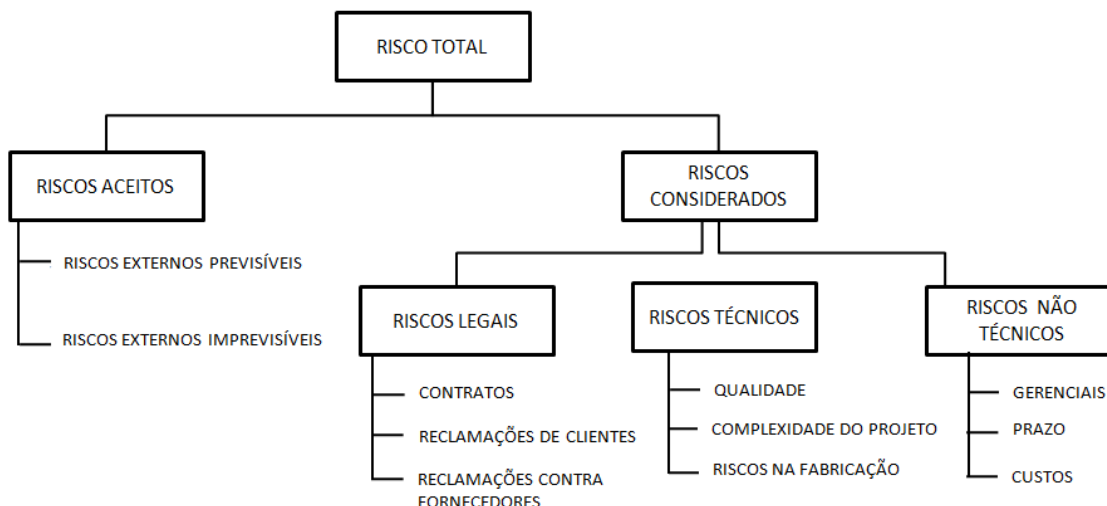 RISCO TOTAL
RISCOS ACEITOS
RISCOS
CONSIDERADOS
RISCOS EXTERNOS PREVISÍVEIS
RISCOS EXTERNOS IMPREVISÍVEIS
RISCOS LEGAIS
RISCOS TÉCNICOS
RISCOS NÃO
TÉCNICOS
CONTRATOS
RECLAMAÇÕES DE CLIENTES
RECLAMAÇÕES CONTRA
FORNECEDORES
QUALIDADE
COMPLEXIDADE DO PROJETO
RISCOS NA FABRICAÇÃO
GERENCIAIS
PRAZO
CUSTOS